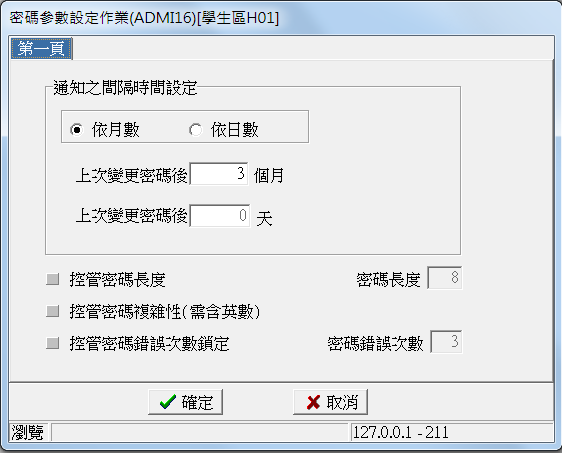 密碼參數設定作業(ADMI16)[學生區H01]
第一頁
通知之間隔時間設定
依月數 依日數
上次變更密碼後 3 個月
上次變更密碼後 0 天
控管密碼長度 密碼長度 8
控管密碼複雜性(需含英數)
控管密碼錯誤次數鎖定 密碼錯誤次數 3
確定 取消
瀏覽 127.0.0.1 - 211